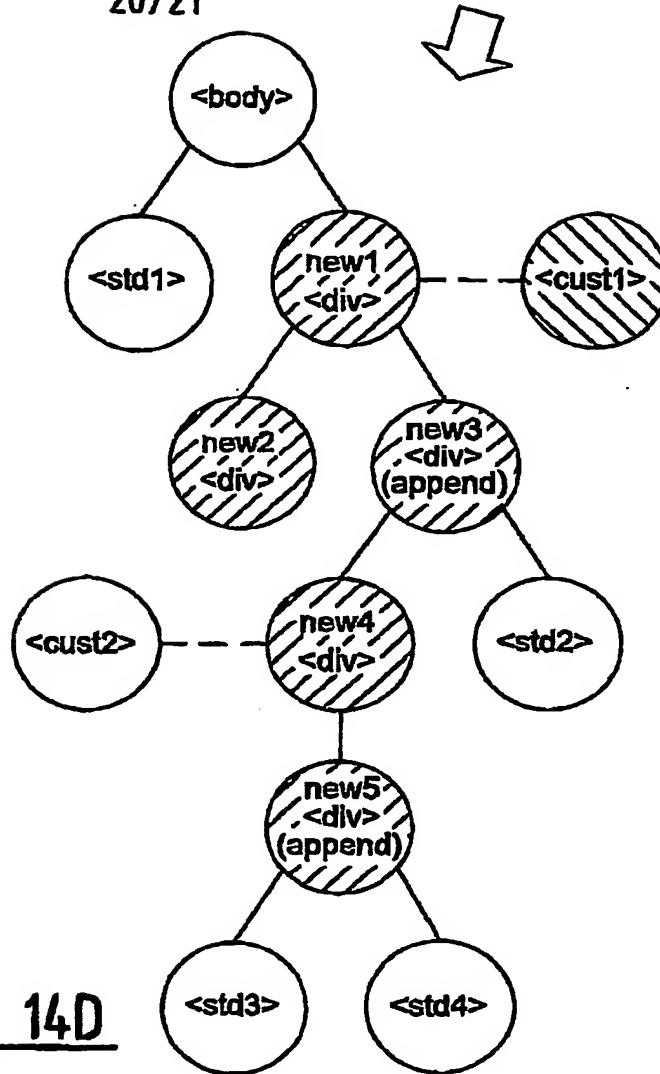 20/21
<body>
<std1>
new1
<div>
<cust1>
new2
<div>
new3
<div>
(append)
<cust2>
new4
<div>
<std2>
new5
<div>
(append)
<std3>
<std4>
14D